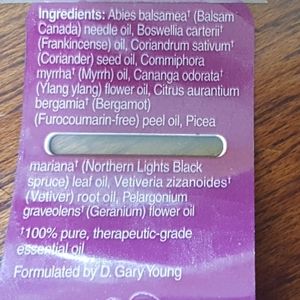 Ingredients: Abies balsamea† (Balsam
Canada) needle oil, Boswellia carterii†
(Frankincense) oil, Coriandrum sativum†
(Coriander) seed oil, Commiphora
myrrha† (Myrrh) oil, Cananga odorata†
(Ylang ylang) flower oil, Citrus aurantium
bergamia† (Bergamot)
(Furocoumarin-free) peel oil, Picea
mariana† (Northern Lights Black
spruce) leaf oil, Vetiveria zizanoides†
(Vetiver) root oil, Pelargonium
graveolens† (Geranium) flower oil
†100% pure, therapeutic-grade
essential oil
Formulated by D. Gary Young